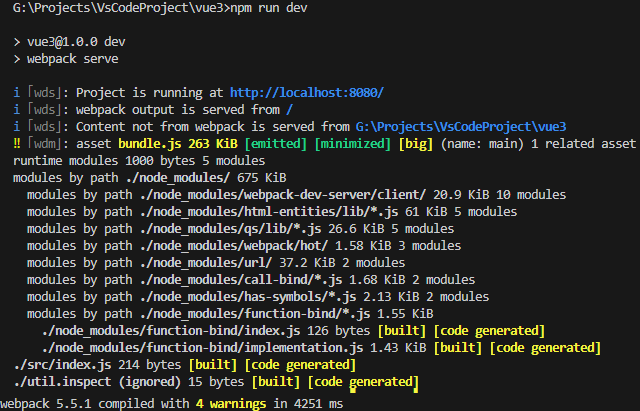 G:\Projects\VsCodeProject\vue3>npm run dev
> vue3@1.0.0 dev
> webpack serve
i ｢wds｣: Project is running at http://localhost:8080/
i ｢wds｣: webpack output is served from /
i ｢wds｣: Content not from webpack is served from G:\Projects\VsCodeProject\vue3
‼ ｢wdm｣: asset bundle.js 263 KiB [emitted] [minimized] [big] (name: main) 1 related asset
runtime modules 1000 bytes 5 modules
modules by path ./node_modules/ 675 KiB
modules by path ./node_modules/webpack-dev-server/client/ 20.9 KiB 10 modules
modules by path ./node_modules/html-entities/lib/*.js 61 KiB 5 modules
modules by path ./node_modules/qs/lib/*.js 26.6 KiB 5 modules
modules by path ./node_modules/webpack/hot/ 1.58 KiB 3 modules
modules by path ./node_modules/url/ 37.2 KiB 2 modules
modules by path ./node_modules/call-bind/*.js 1.68 KiB 2 modules
modules by path ./node_modules/has-symbols/*.js 2.13 KiB 2 modules
modules by path ./node_modules/function-bind/*.js 1.55 KiB
./node_modules/function-bind/index.js 126 bytes [built] [code generated]
./node_modules/function-bind/implementation.js 1.43 KiB [built] [code generated]
./src/index.js 214 bytes [built] [code generated]
./util.inspect (ignored) 15 bytes [built] [code generated]
webpack 5.5.1 compiled with 4 warnings in 4251 ms